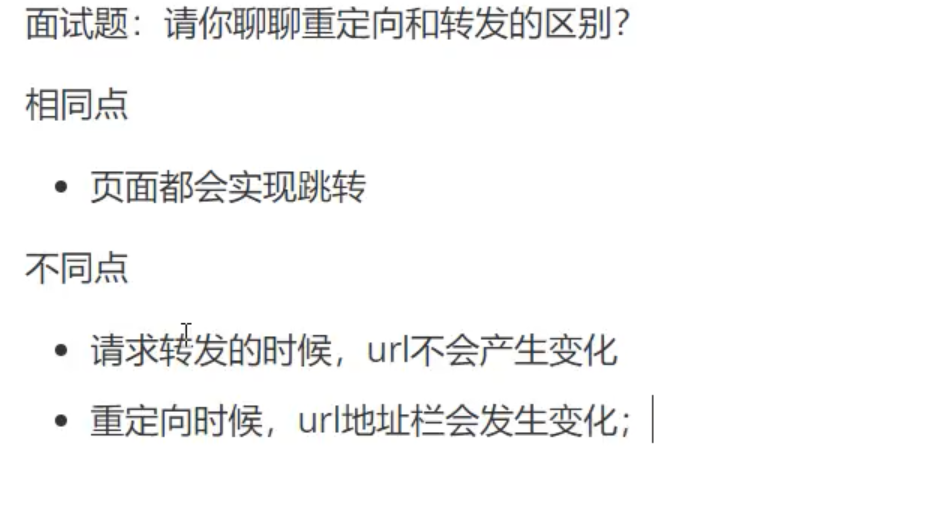 面试题：请你聊聊重定向和转发的区别？
相同点
• 页面都会实现跳转
不同点
• 请求转发的时候，url不会产生变化
• 重定向时候，url地址栏会发生变化；